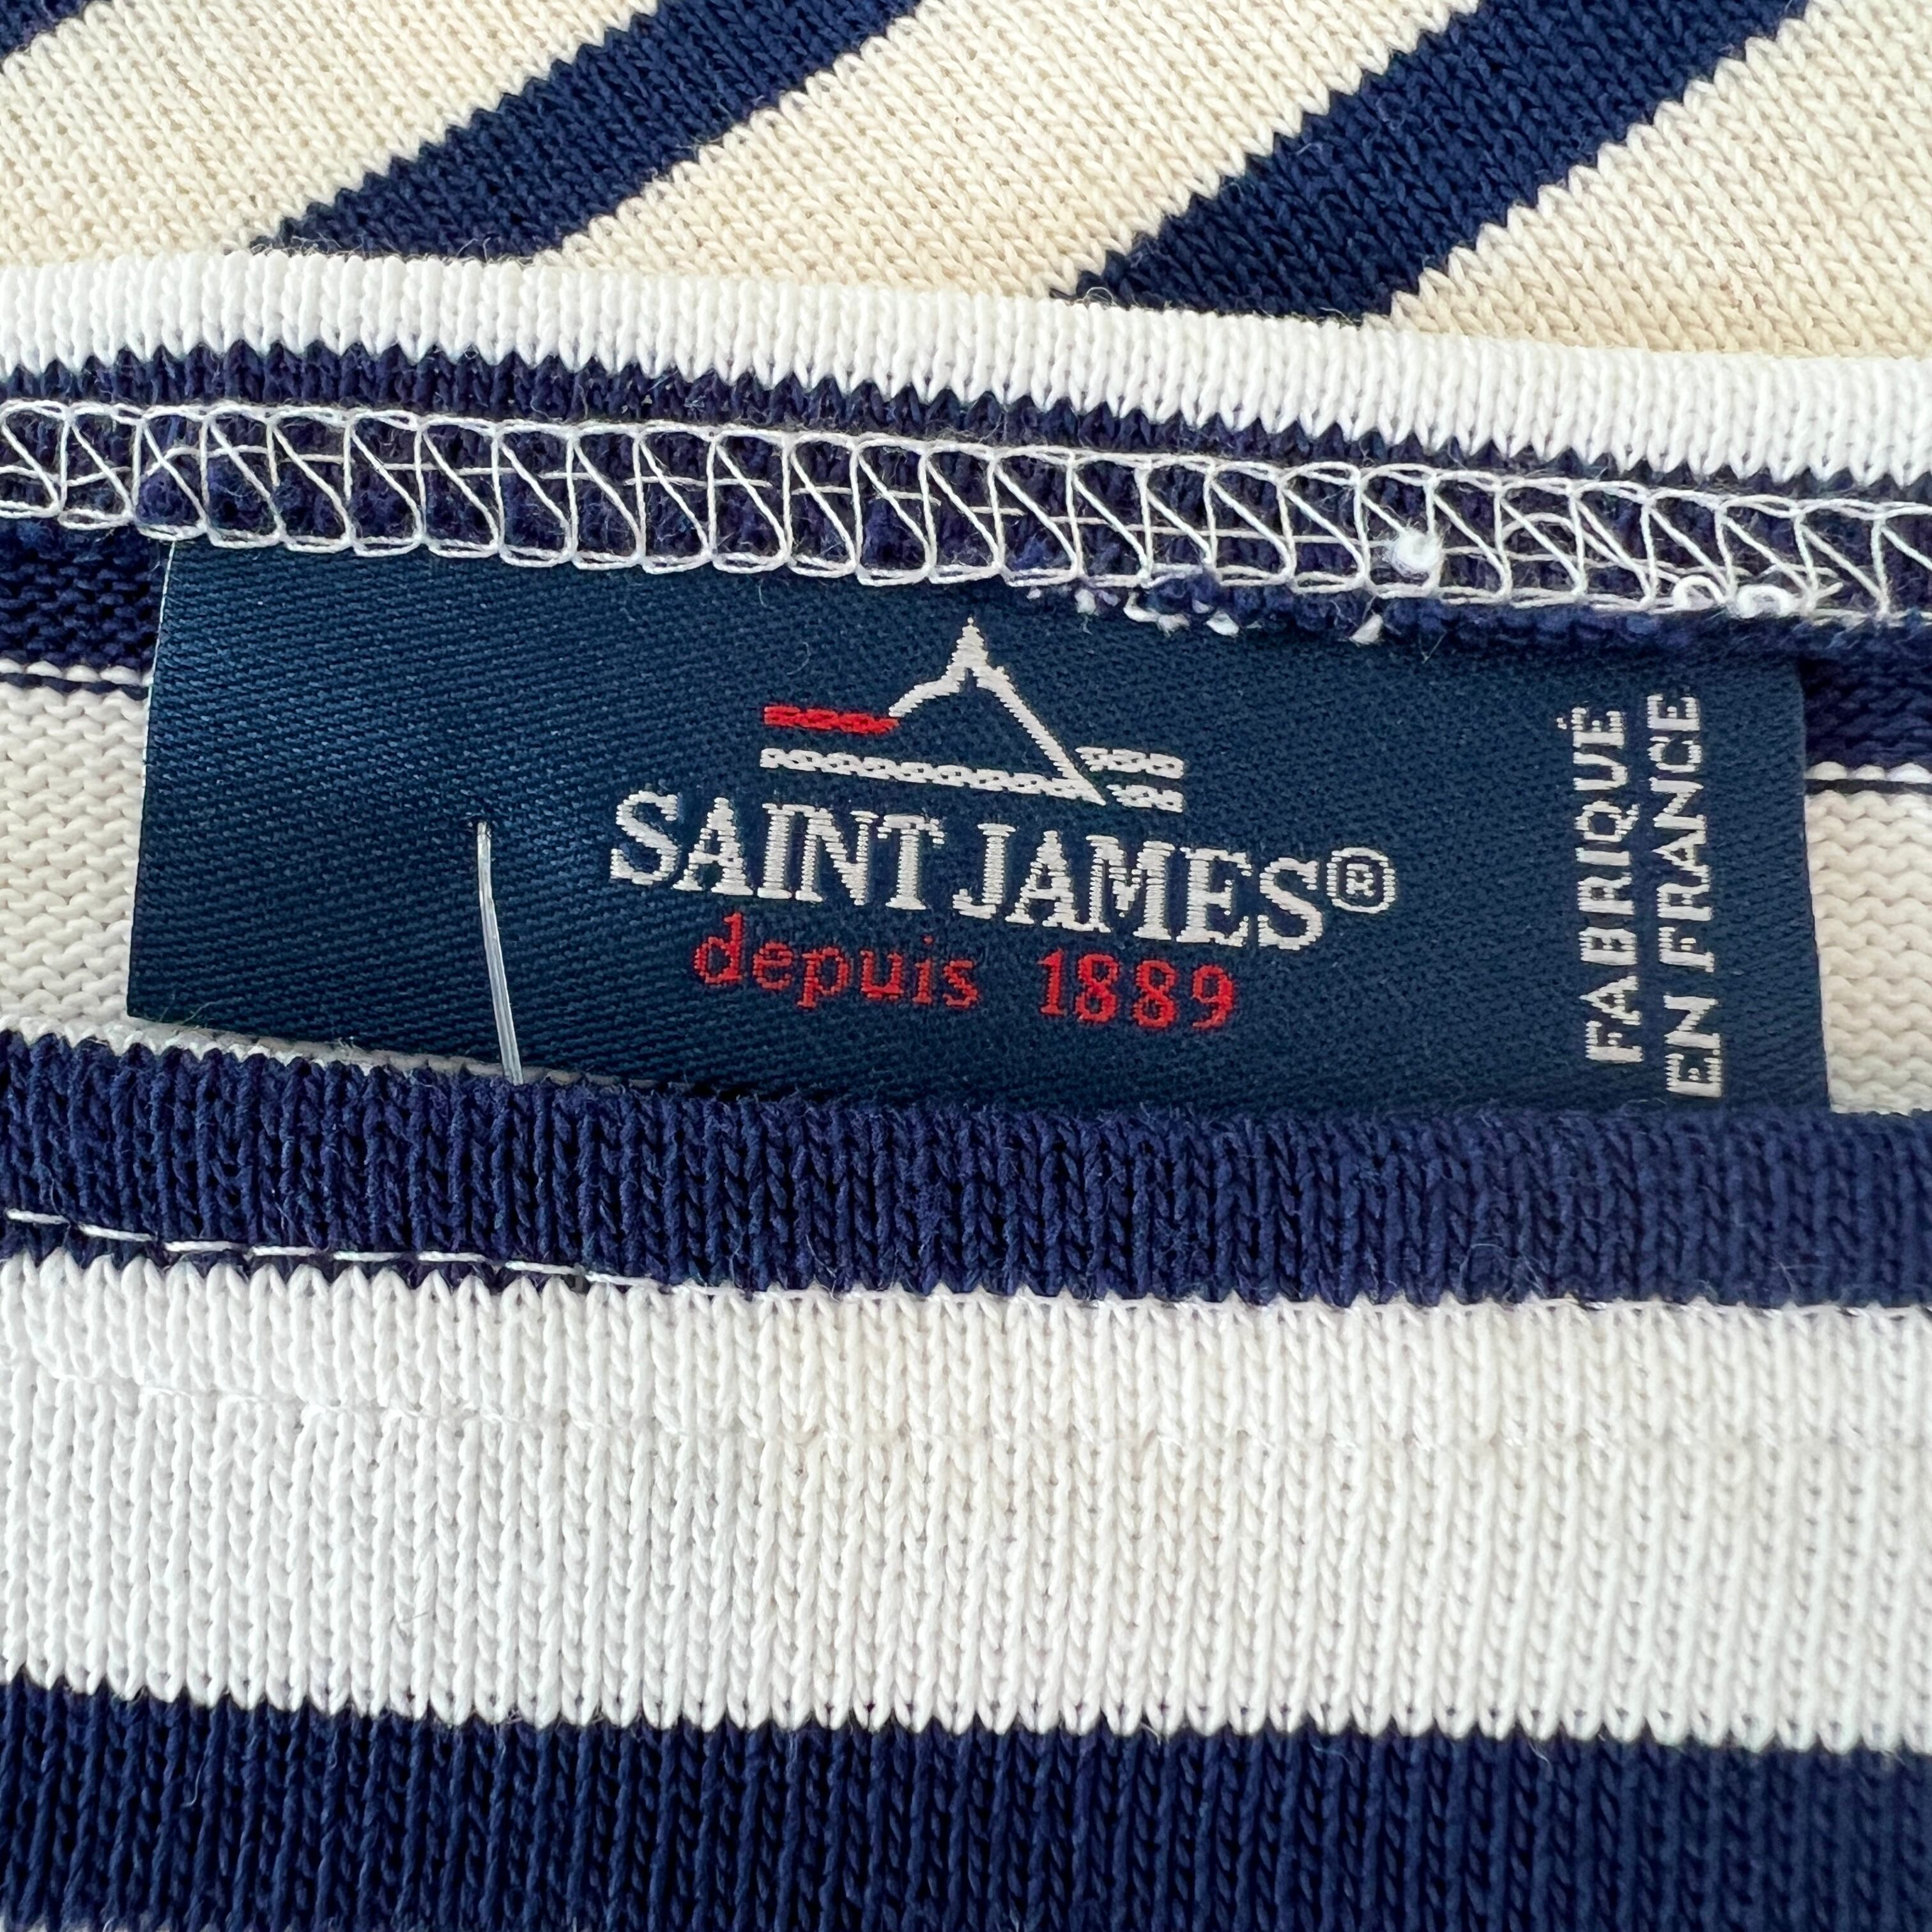 SAINT JAMES®
depuis 1889
FABRIQUÉ
EN FRANCE